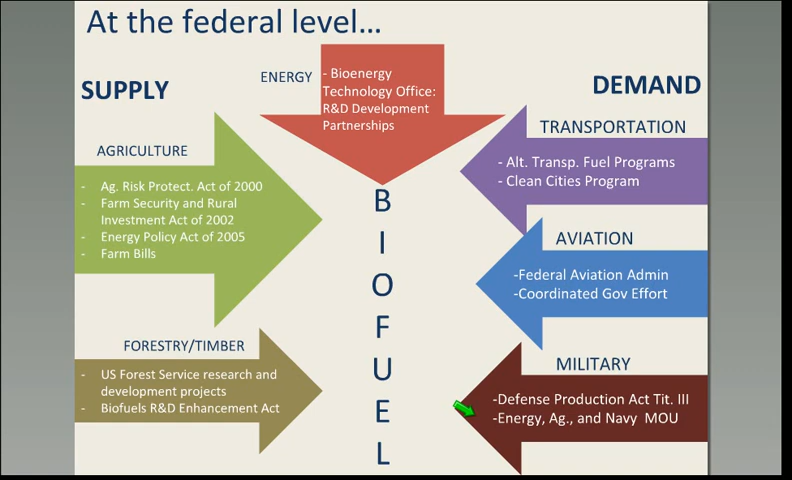 At the federal level...
SUPPLY
ENERGY
- Bioenergy
Technology Office:
R&D Development
Partnerships
DEMAND
AGRICULTURE
- Ag. Risk Protect. Act of 2000
- Farm Security and Rural
Investment Act of 2002
- Energy Policy Act of 2005
- Farm Bills
FORESTRY/TIMBER
- US Forest Service research and
development projects
- Biofuels R&D Enhancement Act
B
I
O
F
U
E
L
TRANSPORTATION
- Alt. Transp. Fuel Programs
- Clean Cities Program
AVIATION
-Federal Aviation Admin
-Coordinated Gov Effort
MILITARY
-Defense Production Act Tit. III
-Energy, Ag., and Navy MOU